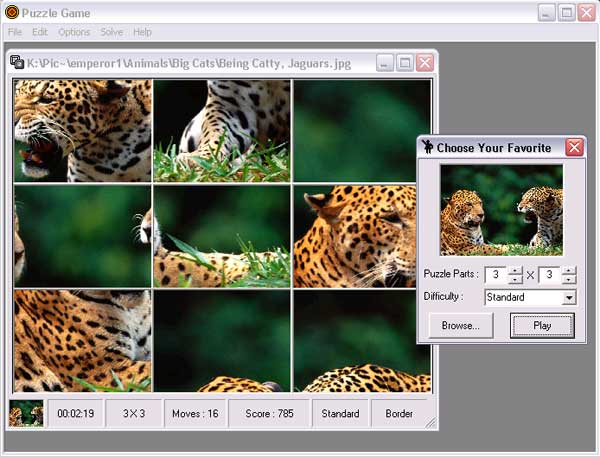 Puzzle Game
File Edit Options Solve Help
K:\Pic~\emperor1\Animals\Big Cats\Being Catty, Jaguars.jpg
Choose Your Favorite
Puzzle Parts : 3 X 3
Difficulty : Standard
Browse... Play
00:02:19 3X3 Moves : 16 Score : 785 Standard Border